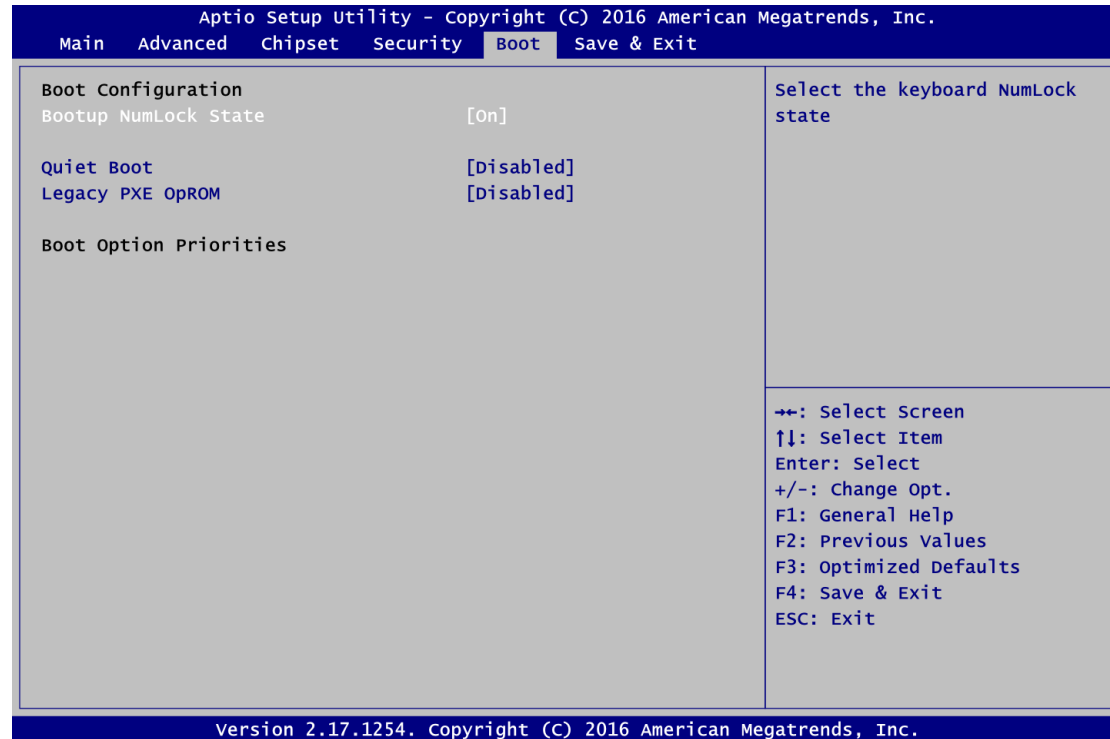 Aptio Setup Utility - Copyright (C) 2016 American Megatrends, Inc.
Main Advanced Chipset Security Boot Save & Exit
Boot Configuration
Bootup NumLock State [On]
Quiet Boot [Disabled]
Legacy PXE OpROM [Disabled]
Boot Option Priorities
Select the keyboard NumLock
state
→←: Select Screen
↑↓: Select Item
Enter: Select
+/-: Change Opt.
F1: General Help
F2: Previous Values
F3: Optimized Defaults
F4: Save & Exit
ESC: Exit
Version 2.17.1254. Copyright (C) 2016 American Megatrends, Inc.